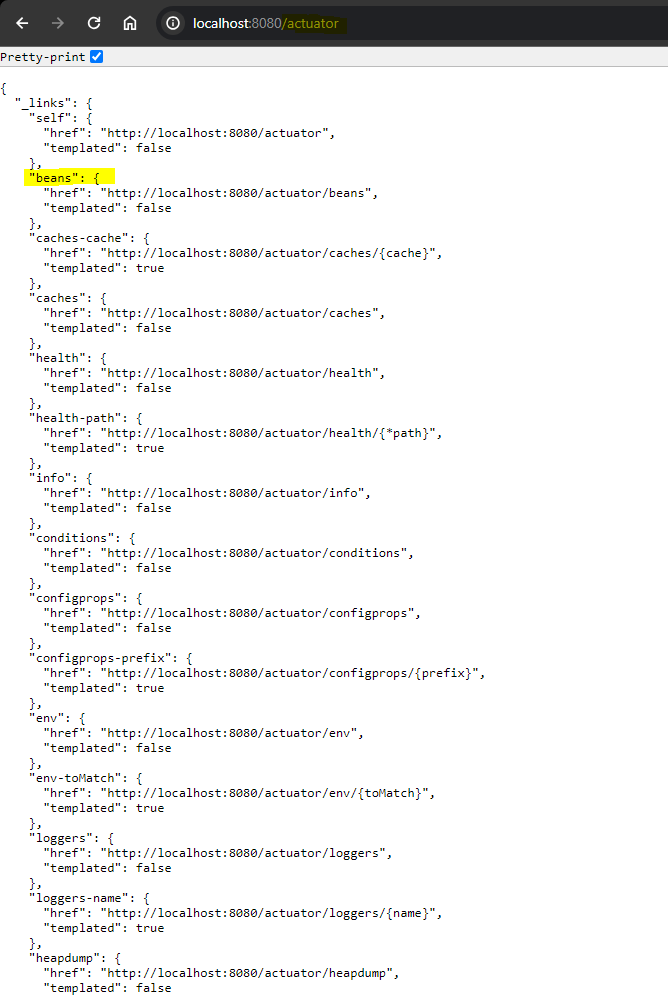 localhost:8080/actuator
Pretty-print
{
  "_links": {
    "self": {
      "href": "http://localhost:8080/actuator",
      "templated": false
    },
    "beans": {
      "href": "http://localhost:8080/actuator/beans",
      "templated": false
    },
    "caches-cache": {
      "href": "http://localhost:8080/actuator/caches/{cache}",
      "templated": true
    },
    "caches": {
      "href": "http://localhost:8080/actuator/caches",
      "templated": false
    },
    "health": {
      "href": "http://localhost:8080/actuator/health",
      "templated": false
    },
    "health-path": {
      "href": "http://localhost:8080/actuator/health/{*path}",
      "templated": true
    },
    "info": {
      "href": "http://localhost:8080/actuator/info",
      "templated": false
    },
    "conditions": {
      "href": "http://localhost:8080/actuator/conditions",
      "templated": false
    },
    "configprops": {
      "href": "http://localhost:8080/actuator/configprops",
      "templated": false
    },
    "configprops-prefix": {
      "href": "http://localhost:8080/actuator/configprops/{prefix}",
      "templated": true
    },
    "env": {
      "href": "http://localhost:8080/actuator/env",
      "templated": false
    },
    "env-toMatch": {
      "href": "http://localhost:8080/actuator/env/{toMatch}",
      "templated": true
    },
    "loggers": {
      "href": "http://localhost:8080/actuator/loggers",
      "templated": false
    },
    "loggers-name": {
      "href": "http://localhost:8080/actuator/loggers/{name}",
      "templated": true
    },
    "heapdump": {
      "href": "http://localhost:8080/actuator/heapdump",
      "templated": false